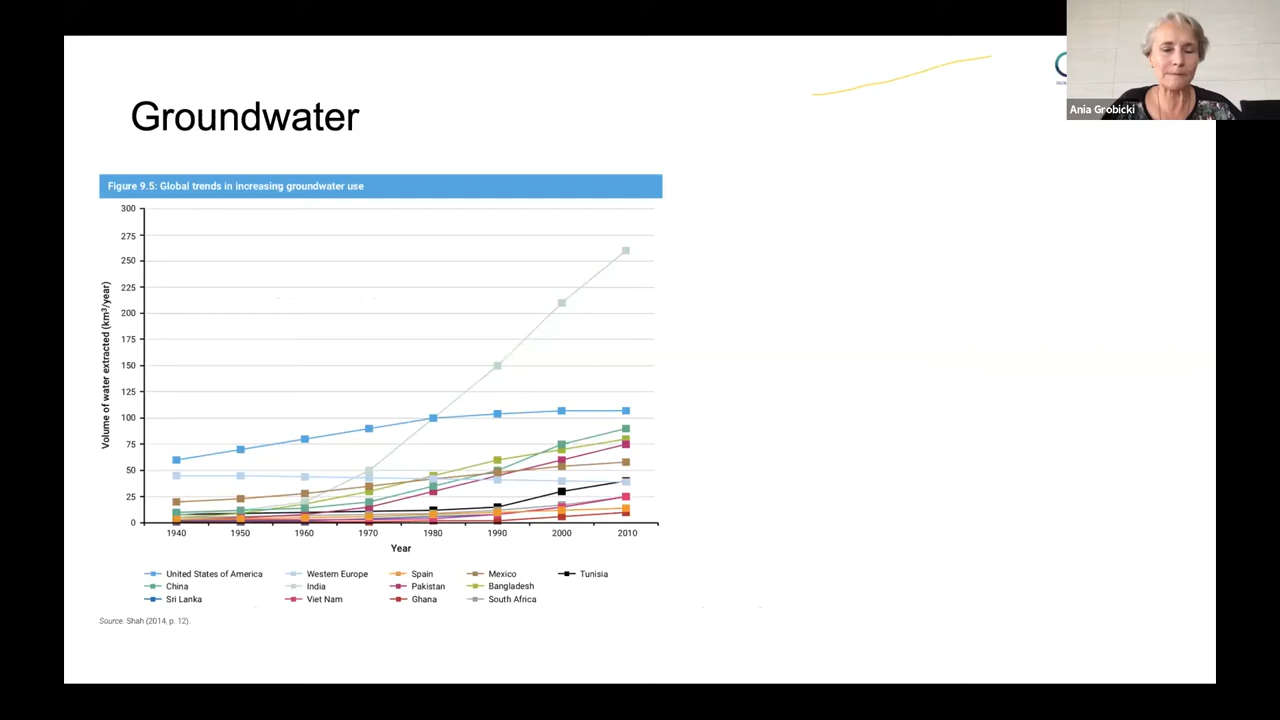 Groundwater
Ania Grobicki
Figure 9.5: Global trends in increasing groundwater use
Volume of water extracted (km³/year)
300
275
250
225
200
175
150
125
100
75
50
25
0
1940 1950 1960 1970 1980 1990 2000 2010
Year
United States of America Western Europe Spain Mexico Tunisia
China India Pakistan Bangladesh
Sri Lanka Viet Nam Ghana South Africa
Source: Shah (2014, p. 12).